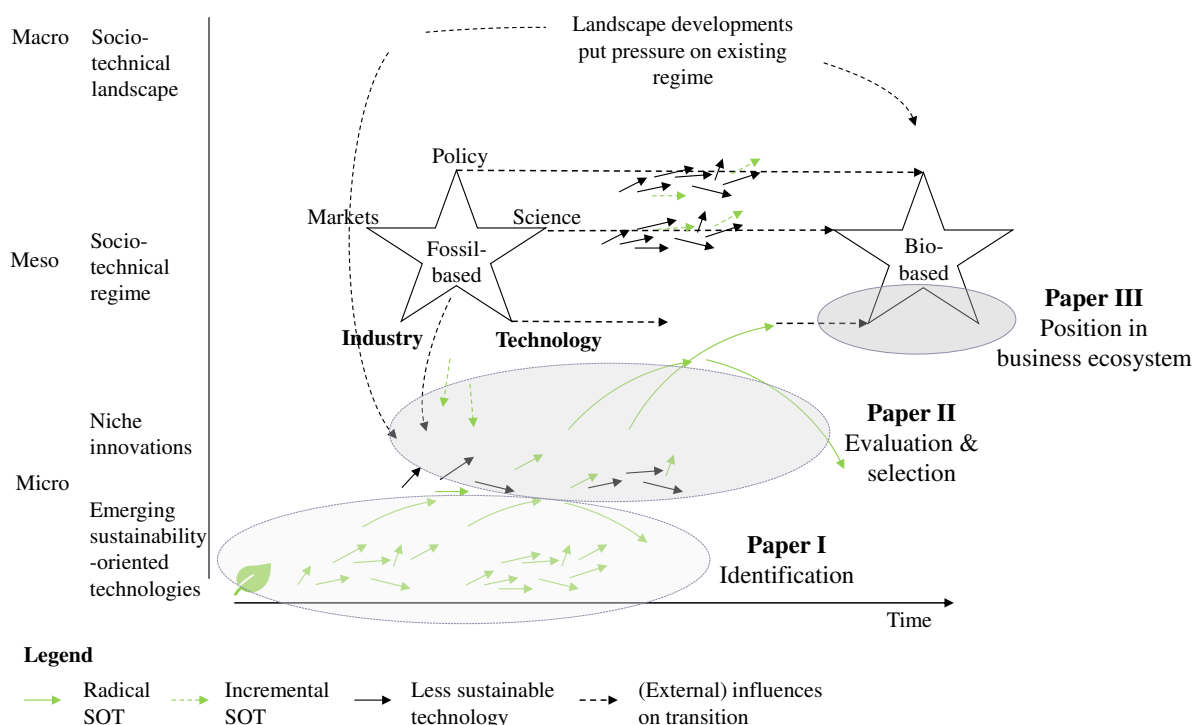 Macro
Socio-
technical
landscape
Landscape developments
put pressure on existing
regime
Policy
Markets
Science
Fossil-
based
Industry
Technology
Bio-
based
Meso
Socio-
technical
regime
Paper III
Position in
business ecosystem
Niche
innovations
Paper II
Evaluation &
selection
Micro
Emerging
sustainability
-oriented
technologies
Paper I
Identification
Time
Legend
Radical
SOT
Incremental
SOT
Less sustainable
technology
(External) influences
on transition